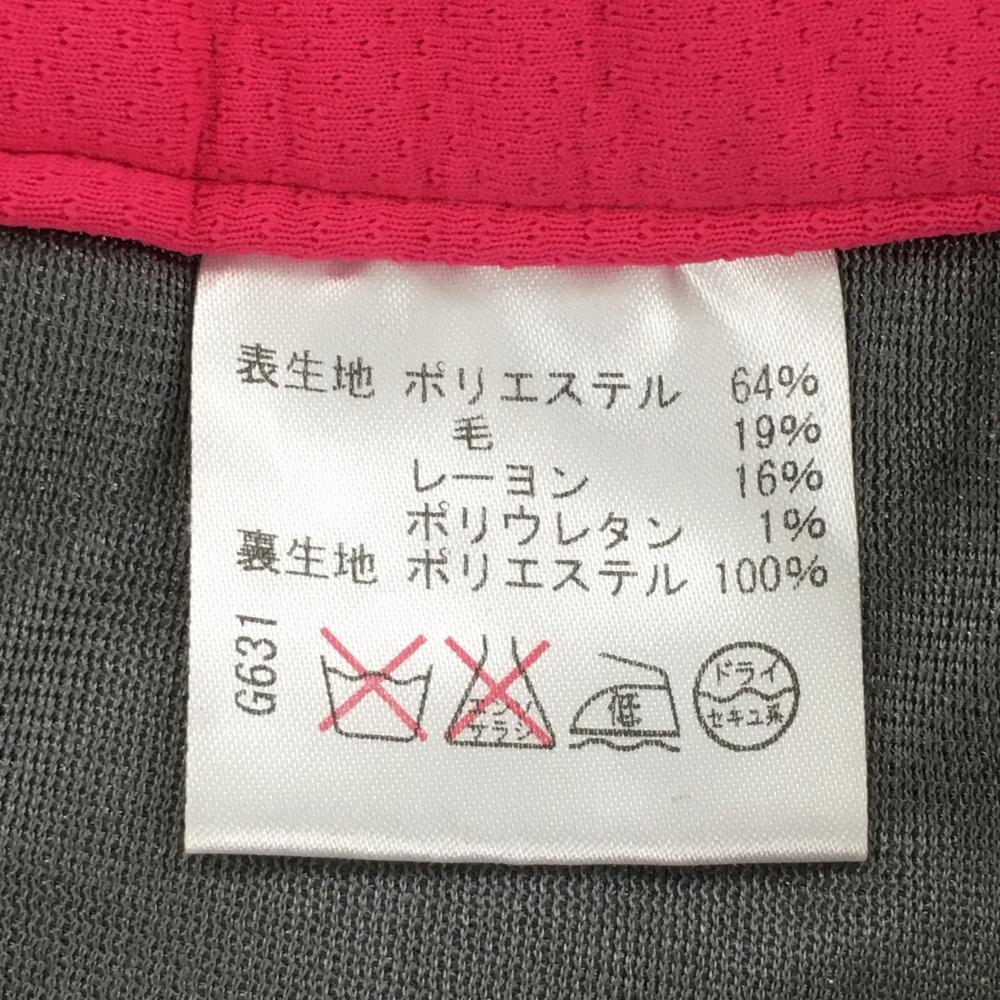 表生地 ポリエステル 64%
毛 19%
レーヨン 16%
ポリウレタン 1%
裏生地 ポリエステル 100%
G631
エンソ
サラシ
低
ドライ
セキユ系